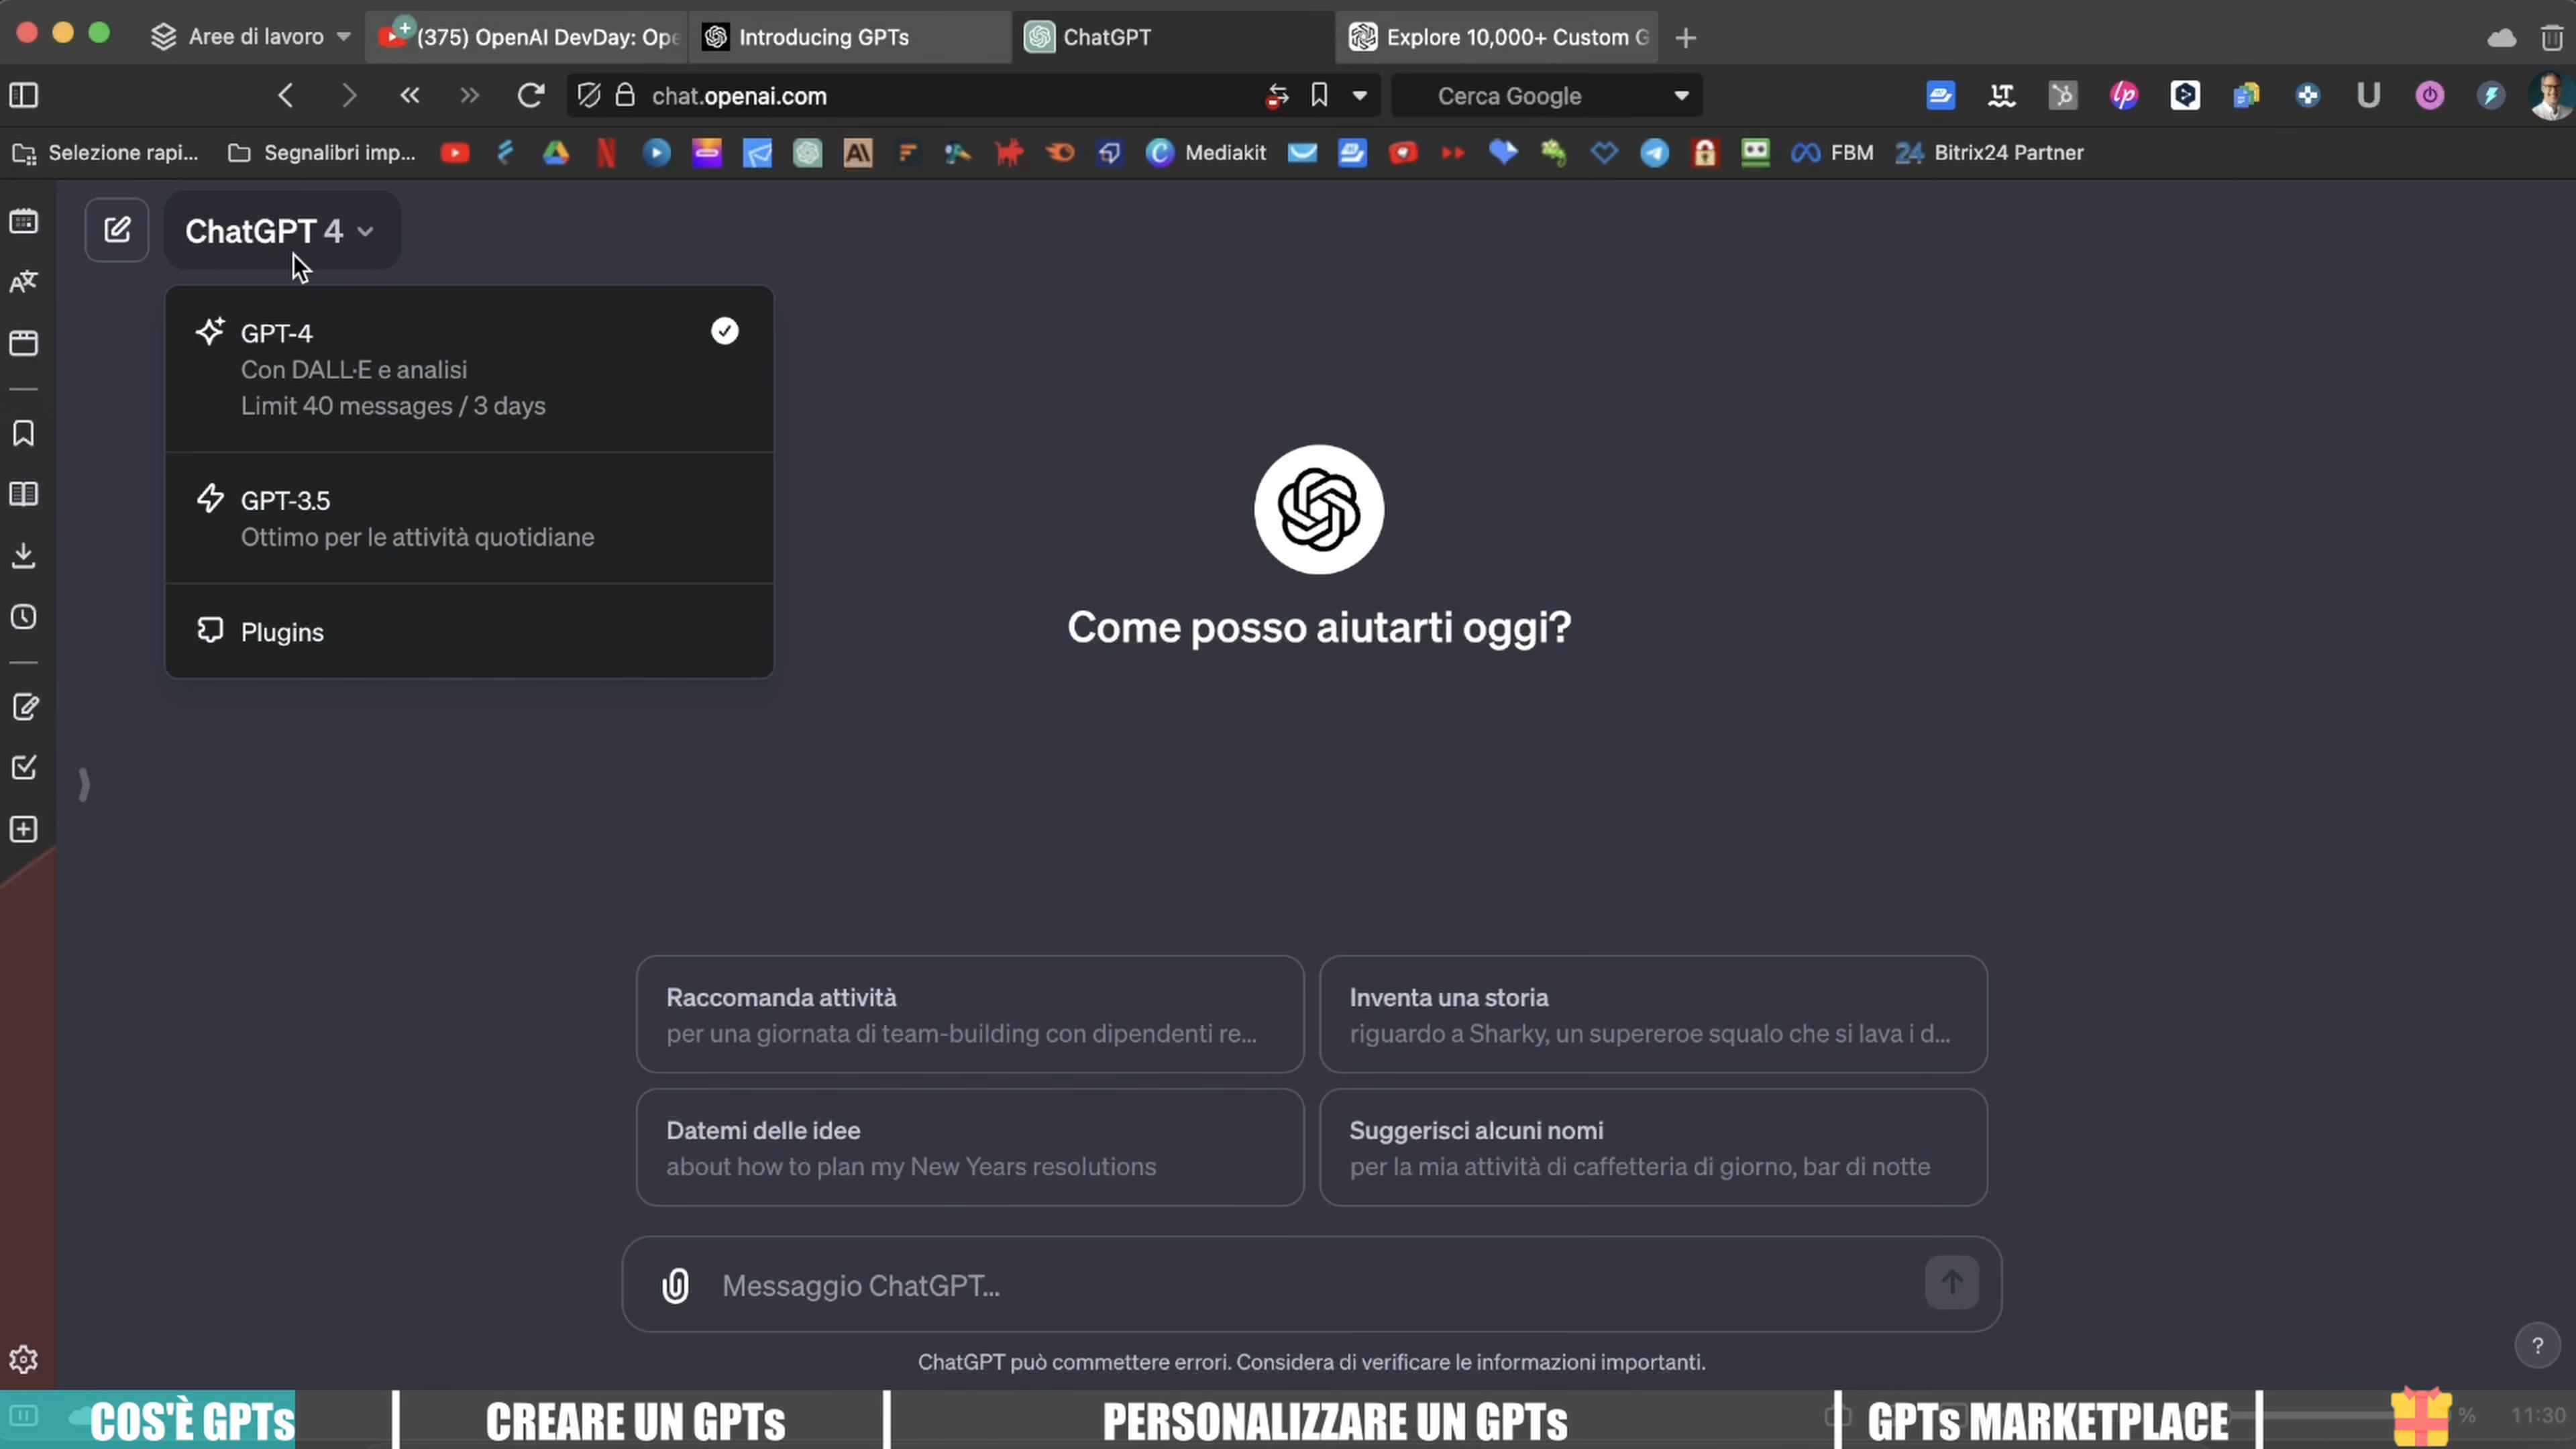 Aree di lavoro
(375) OpenAI DevDay: Ope
Introducing GPTs
ChatGPT
Explore 10,000+ Custom G
chat.openai.com
Cerca Google
Selezione rapi...
Segnalibri imp...
Mediakit
FBM
24 Bitrix24 Partner
ChatGPT 4
GPT-4
Con DALL·E e analisi
Limit 40 messages / 3 days
GPT-3.5
Ottimo per le attività quotidiane
Plugins
Come posso aiutarti oggi?
Raccomanda attività
per una giornata di team-building con dipendenti re...
Inventa una storia
riguardo a Sharky, un supereroe squalo che si lava i d...
Datemi delle idee
about how to plan my New Years resolutions
Suggerisci alcuni nomi
per la mia attività di caffetteria di giorno, bar di notte
Messaggio ChatGPT...
ChatGPT può commettere errori. Considera di verificare le informazioni importanti.
?
COS'È GPTs
CREARE UN GPTs
PERSONALIZZARE UN GPTs
GPTs MARKETPLACE
%
11:30